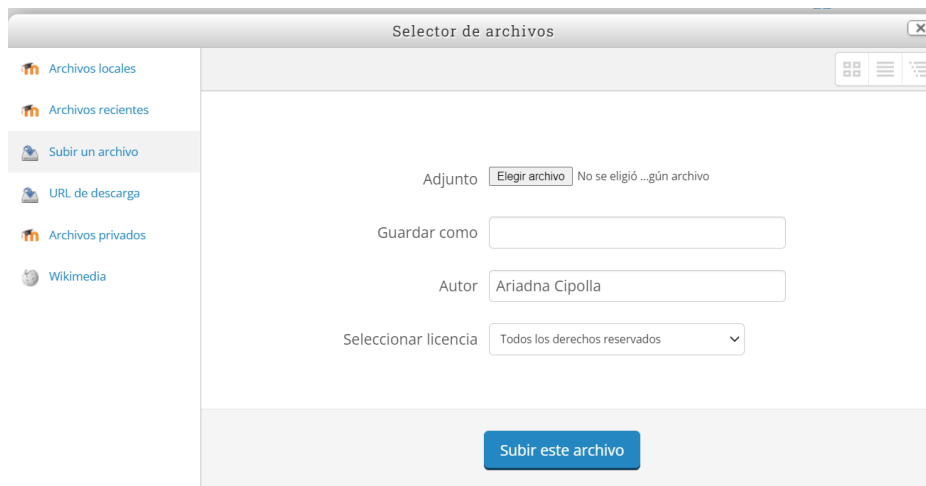 Selector de archivos
Archivos locales
Archivos recientes
Subir un archivo
URL de descarga
Archivos privados
Wikimedia
Adjunto Elegir archivo No se eligió ...gún archivo
Guardar como
Autor Ariadna Cipolla
Seleccionar licencia Todos los derechos reservados
Subir este archivo